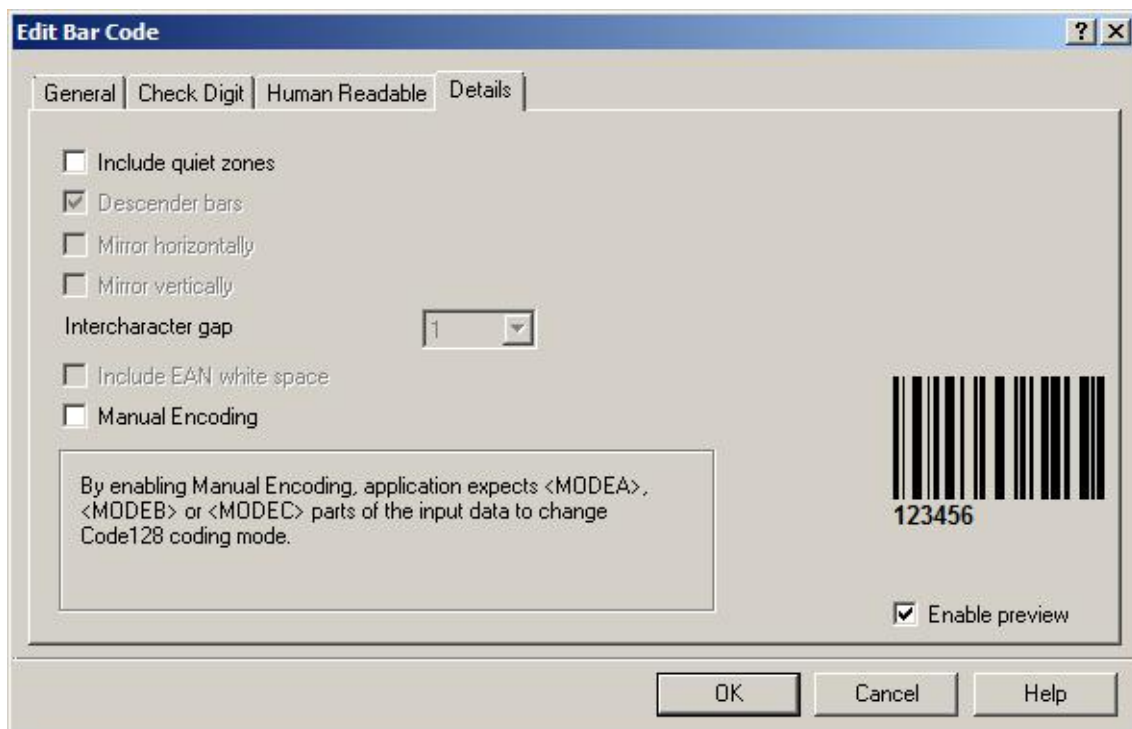 Edit Bar Code
General Check Digit Human Readable Details
Include quiet zones
Descender bars
Mirror horizontally
Mirror vertically
Intercharacter gap 1
Include EAN white space
Manual Encoding
By enabling Manual Encoding, application expects <MODEA>,
<MODEB> or <MODEC> parts of the input data to change
Code128 coding mode.
123456
Enable preview
OK Cancel Help